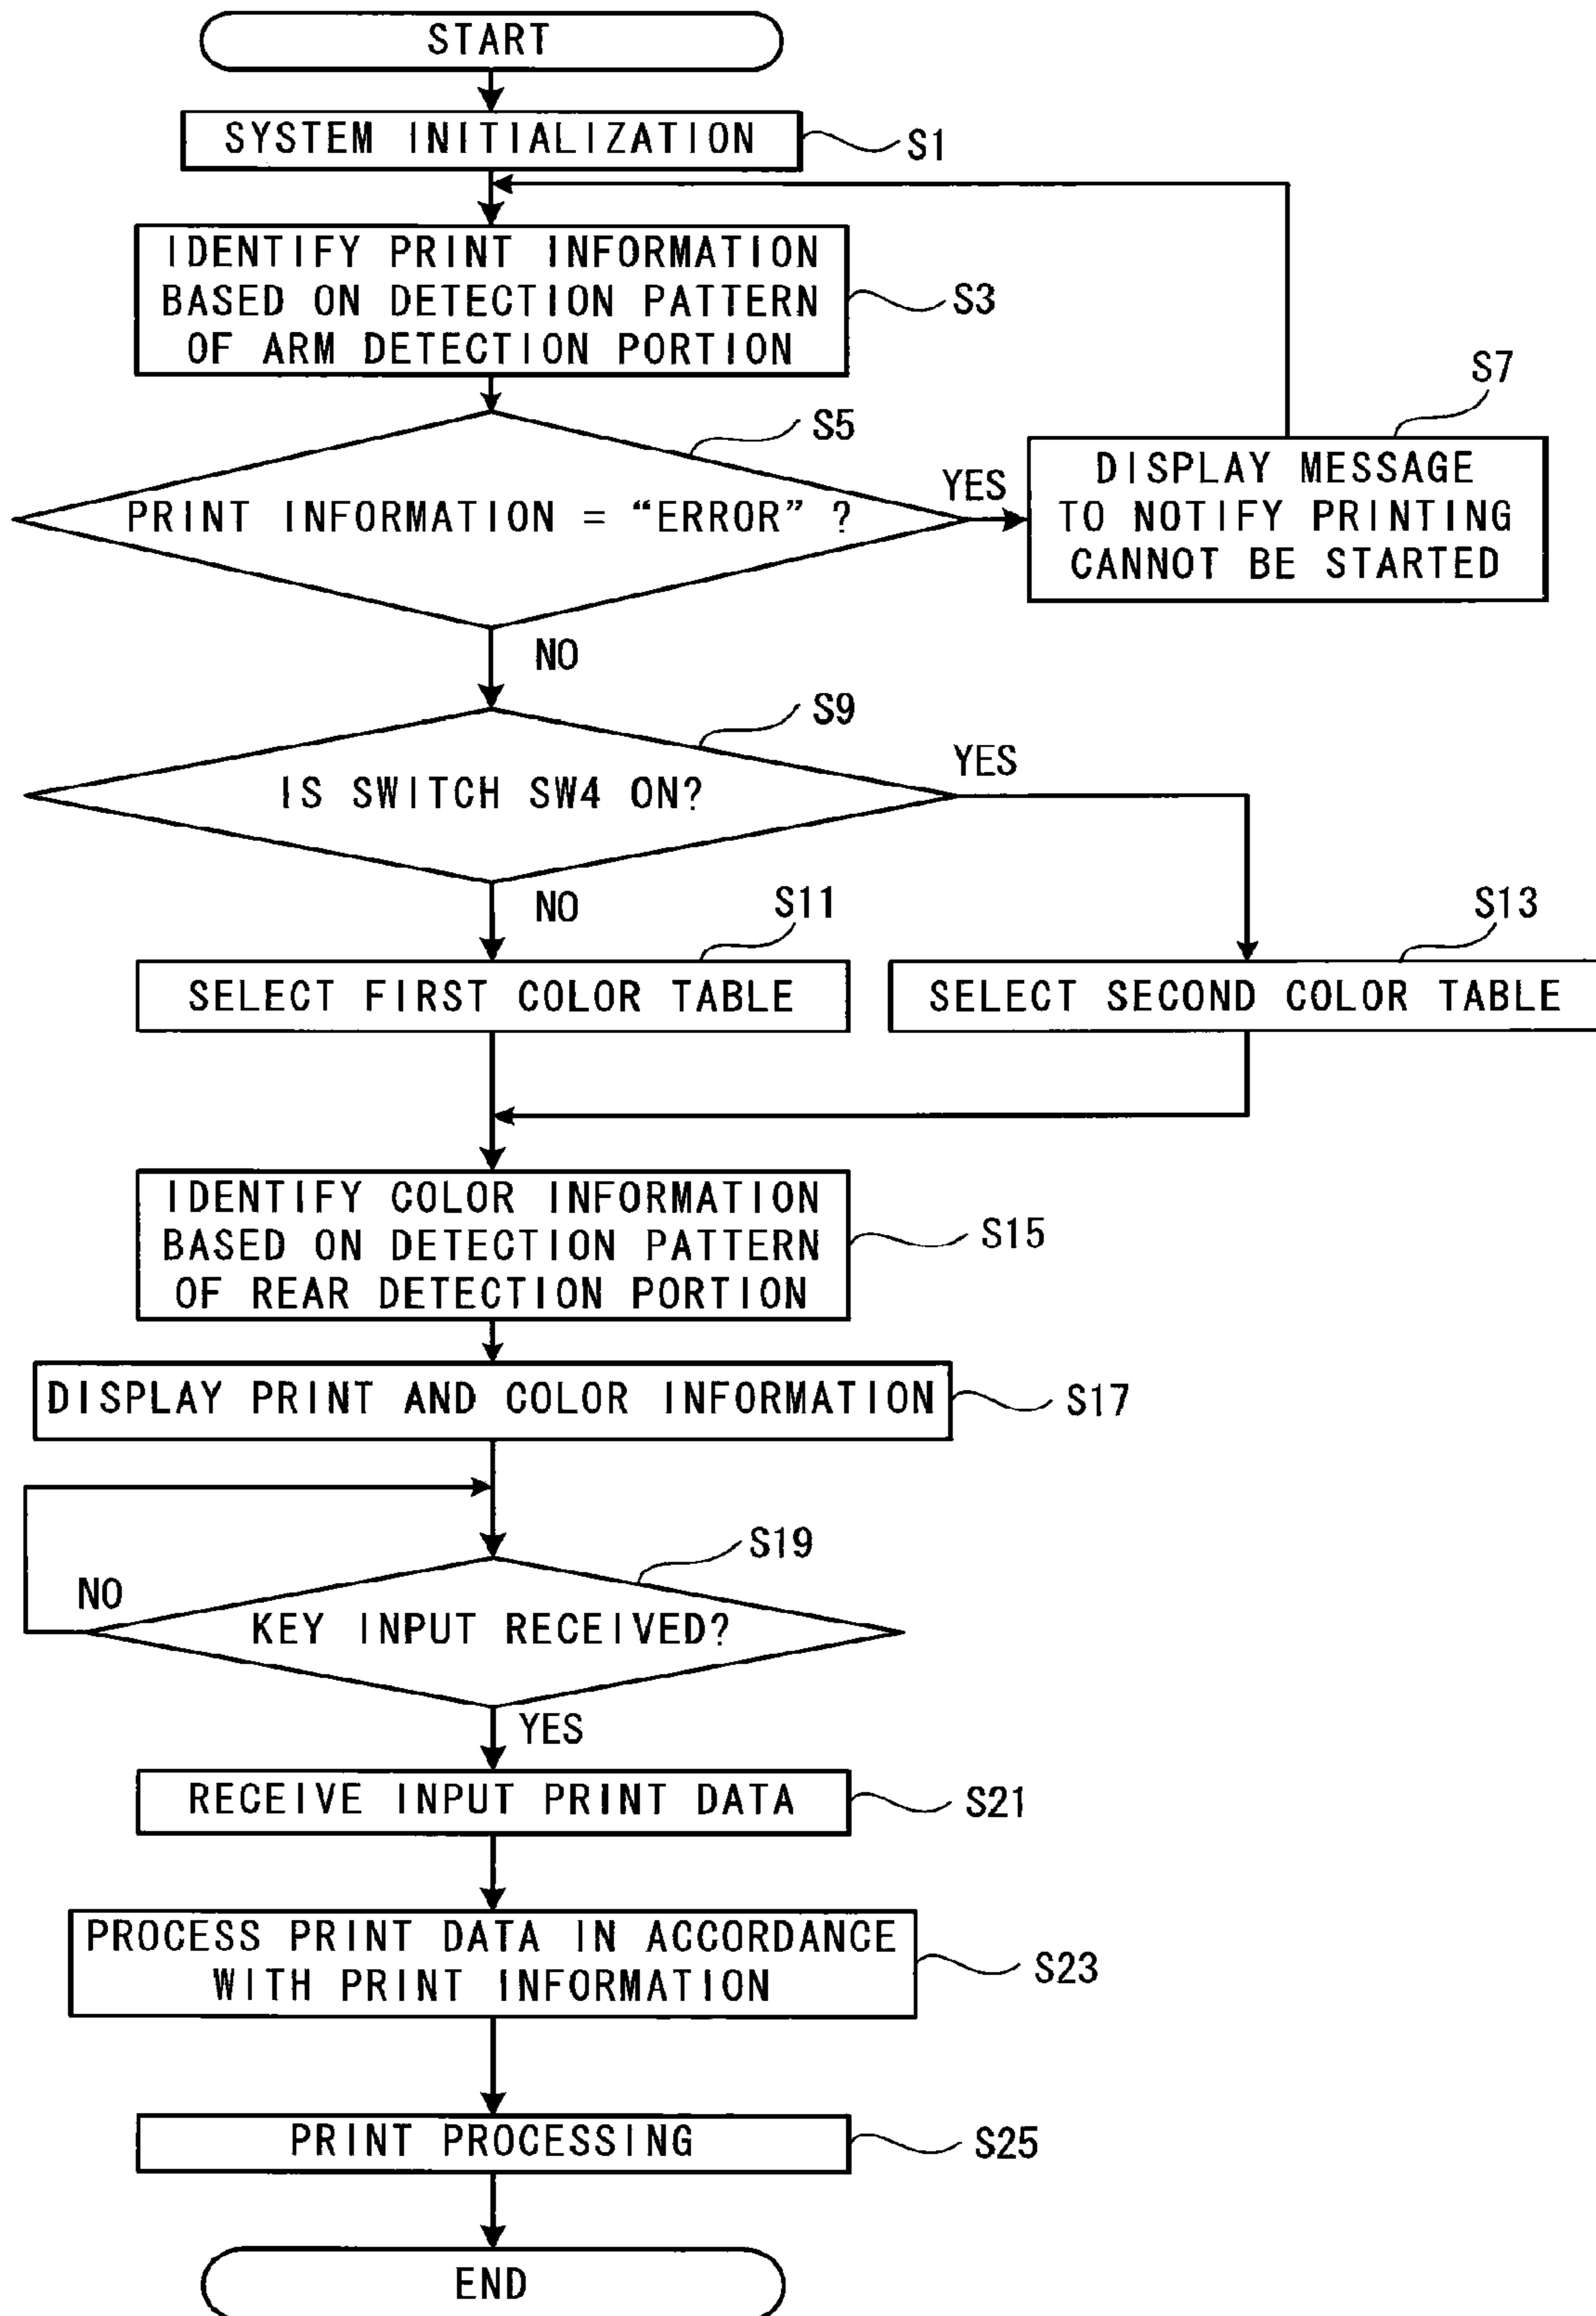 START
SYSTEM INITIALIZATION
S1
IDENTIFY PRINT INFORMATION
BASED ON DETECTION PATTERN
OF ARM DETECTION PORTION
S3
S5
PRINT INFORMATION = “ERROR” ?
YES
S7
DISPLAY MESSAGE
TO NOTIFY PRINTING
CANNOT BE STARTED
NO
S9
IS SWITCH SW4 ON?
YES
NO
S11
SELECT FIRST COLOR TABLE
S13
SELECT SECOND COLOR TABLE
IDENTIFY COLOR INFORMATION
BASED ON DETECTION PATTERN
OF REAR DETECTION PORTION
S15
DISPLAY PRINT AND COLOR INFORMATION
S17
S19
NO
KEY INPUT RECEIVED?
YES
RECEIVE INPUT PRINT DATA
S21
PROCESS PRINT DATA IN ACCORDANCE
WITH PRINT INFORMATION
S23
PRINT PROCESSING
S25
END